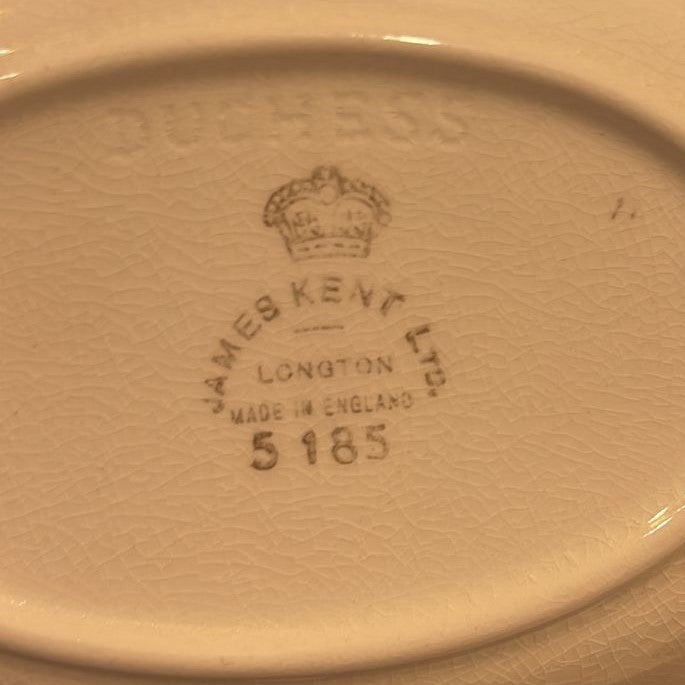 DUCHESS
JAMES KENT LTD.
LONGTON
MADE IN ENGLAND
5185